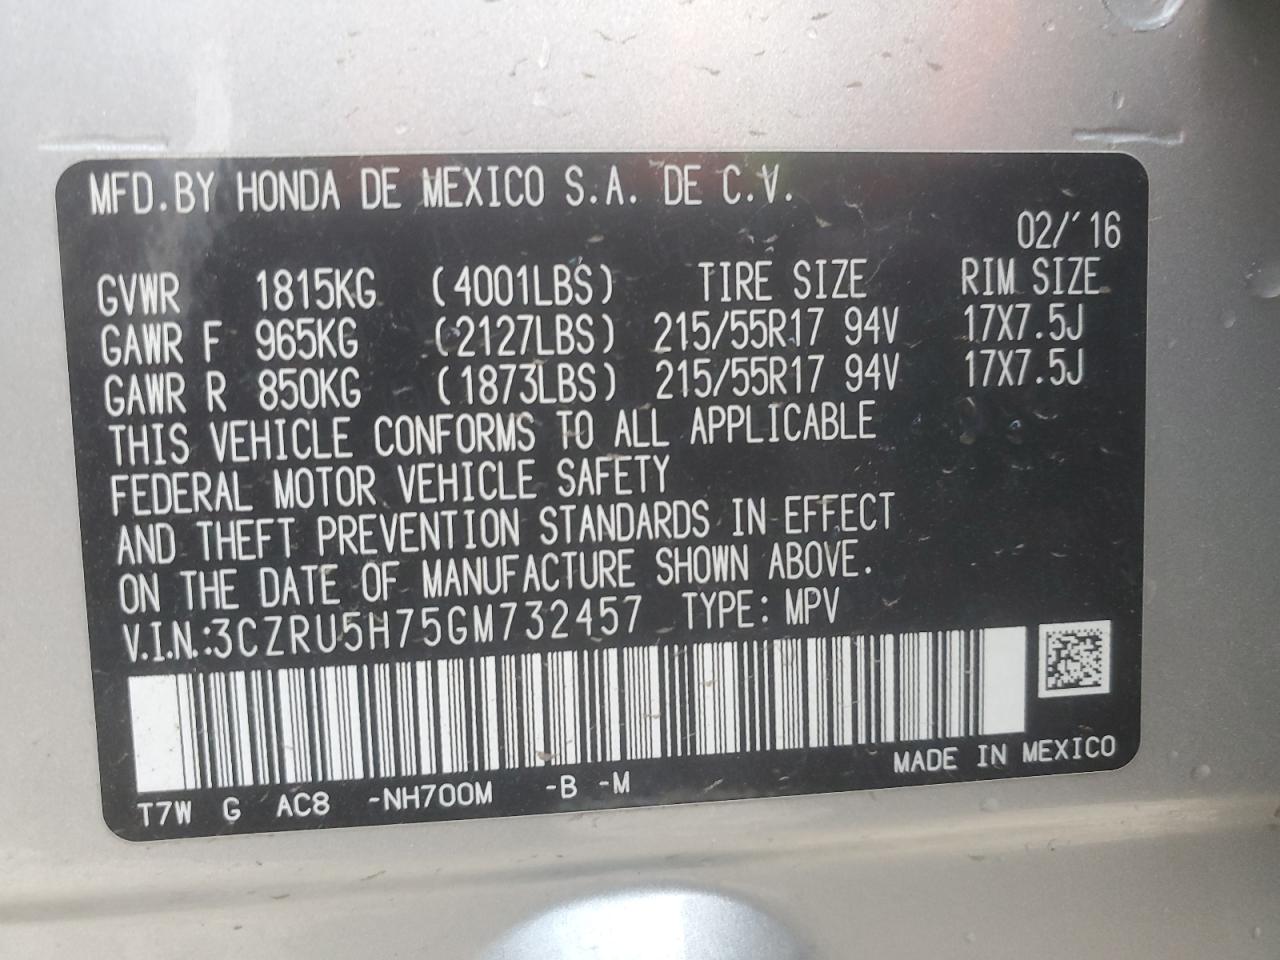 MFD.BY HONDA DE MEXICO S.A. DE C.V.
02/'16
GVWR 1815KG (4001LBS) TIRE SIZE RIM SIZE
GAWR F 965KG (2127LBS) 215/55R17 94V 17X7.5J
GAWR R 850KG (1873LBS) 215/55R17 94V 17X7.5J
THIS VEHICLE CONFORMS TO ALL APPLICABLE
FEDERAL MOTOR VEHICLE SAFETY
AND THEFT PREVENTION STANDARDS IN EFFECT
ON THE DATE OF MANUFACTURE SHOWN ABOVE.
V.I.N.:3CZRU5H75GM732457 TYPE: MPV
MADE IN MEXICO
T7W G AC8 -NH700M -B -M